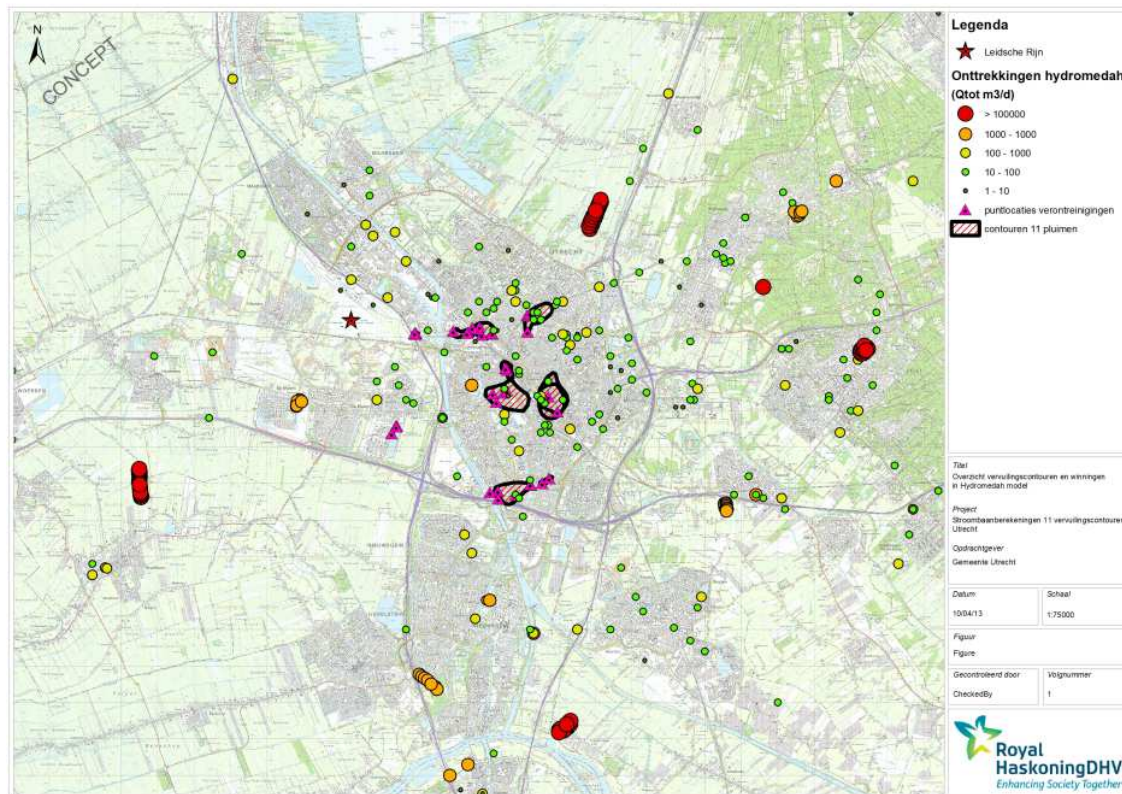 N
CONCEPT
UTRECHT
NIEUWEGEIN
WOERDEN
Legenda
Leidsche Rijn
Onttrekkingen hydromedah
(Qtot m3/d)
> 100000
1000 - 1000
100 - 1000
10 - 100
1 - 10
puntlocaties verontreinigingen
contouren 11 pluimen
Titel
Overzicht vervuilingscontouren en winningen
in Hydromedah model
Project
Stroombaanberekeningen 11 vervuilingscontouren
Utrecht
Opdrachtgever
Gemeente Utrecht
Datum
10/04/13
Schaal
1:75000
Figuur
Figure
Gecontroleerd door
CheckedBy
Volgnummer
1
Royal
HaskoningDHV
Enhancing Society Together